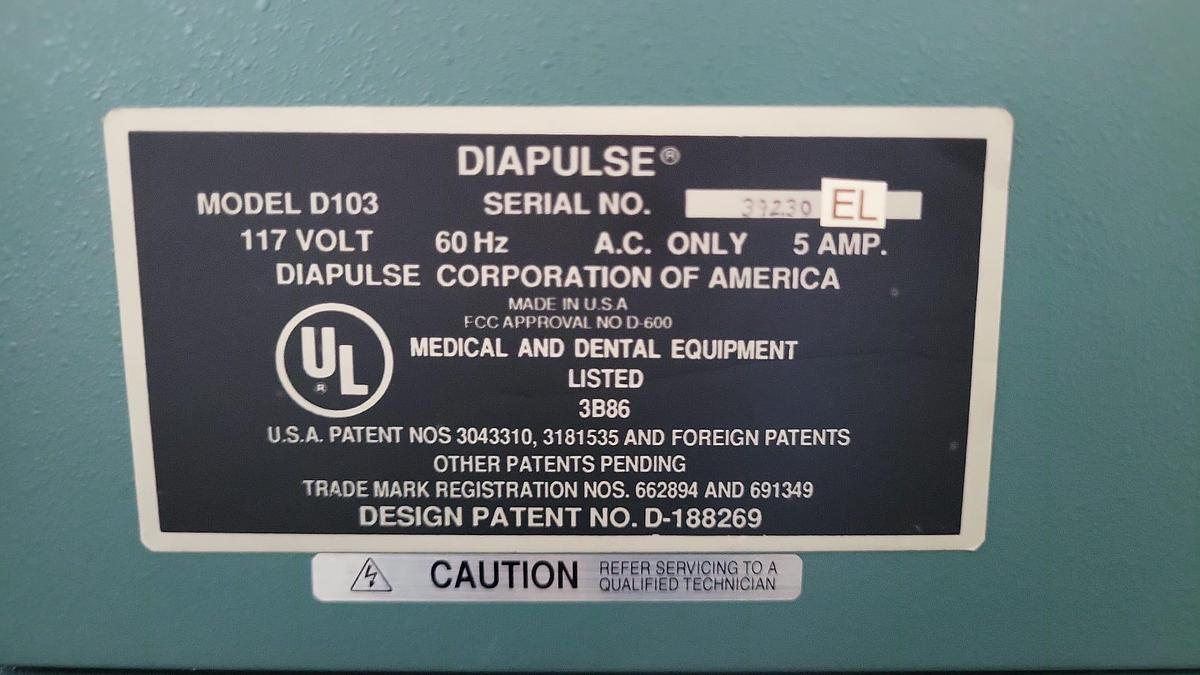 DIAPULSE®
MODEL D103 SERIAL NO. 39230 EL
117 VOLT 60 Hz A.C. ONLY 5 AMP.
DIAPULSE CORPORATION OF AMERICA
MADE IN U.S.A
FCC APPROVAL NO D-600
UL®
MEDICAL AND DENTAL EQUIPMENT
LISTED
3B86
U.S.A. PATENT NOS 3043310, 3181535 AND FOREIGN PATENTS
OTHER PATENTS PENDING
TRADE MARK REGISTRATION NOS. 662894 AND 691349
DESIGN PATENT NO. D-188269
CAUTION REFER SERVICING TO A
QUALIFIED TECHNICIAN